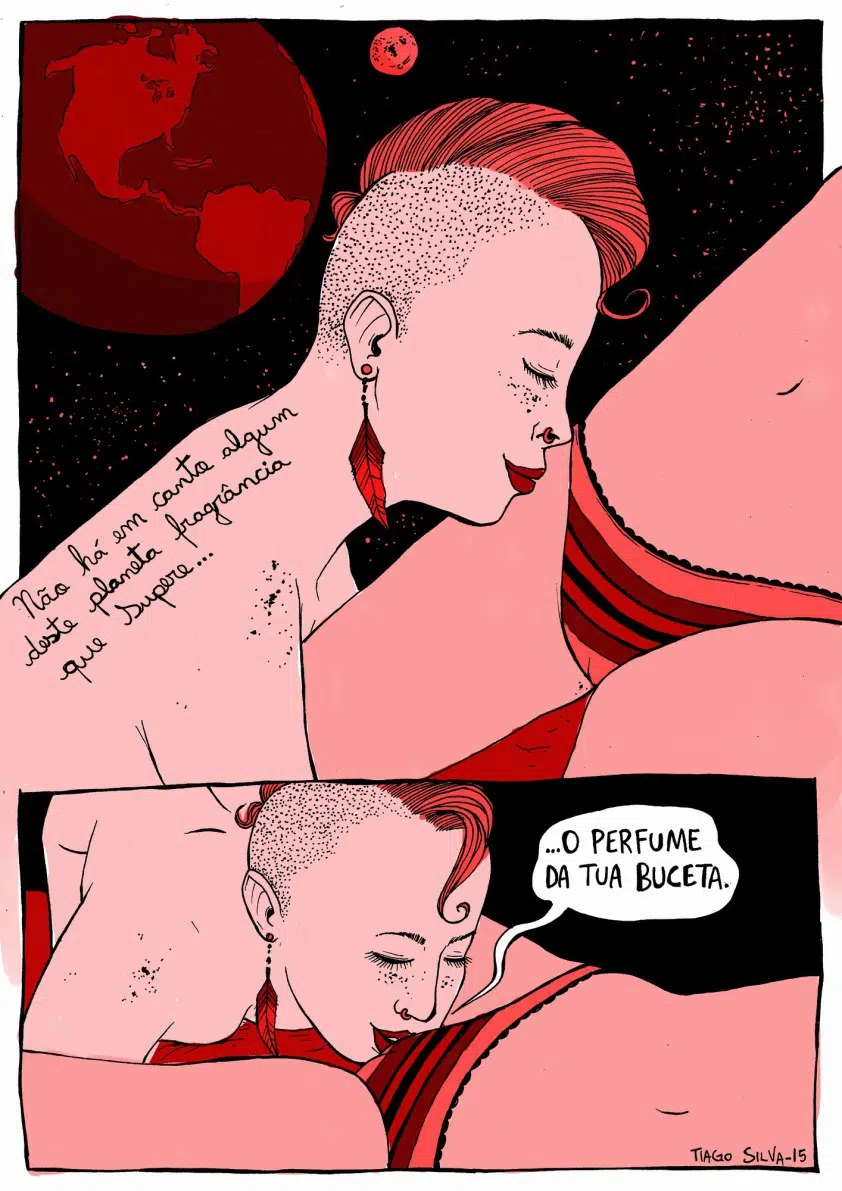 Não há em canto algum
deste planeta fragrância
que supere...
...O PERFUME
DA TUA BUCETA.
TIAGO SILVA-15